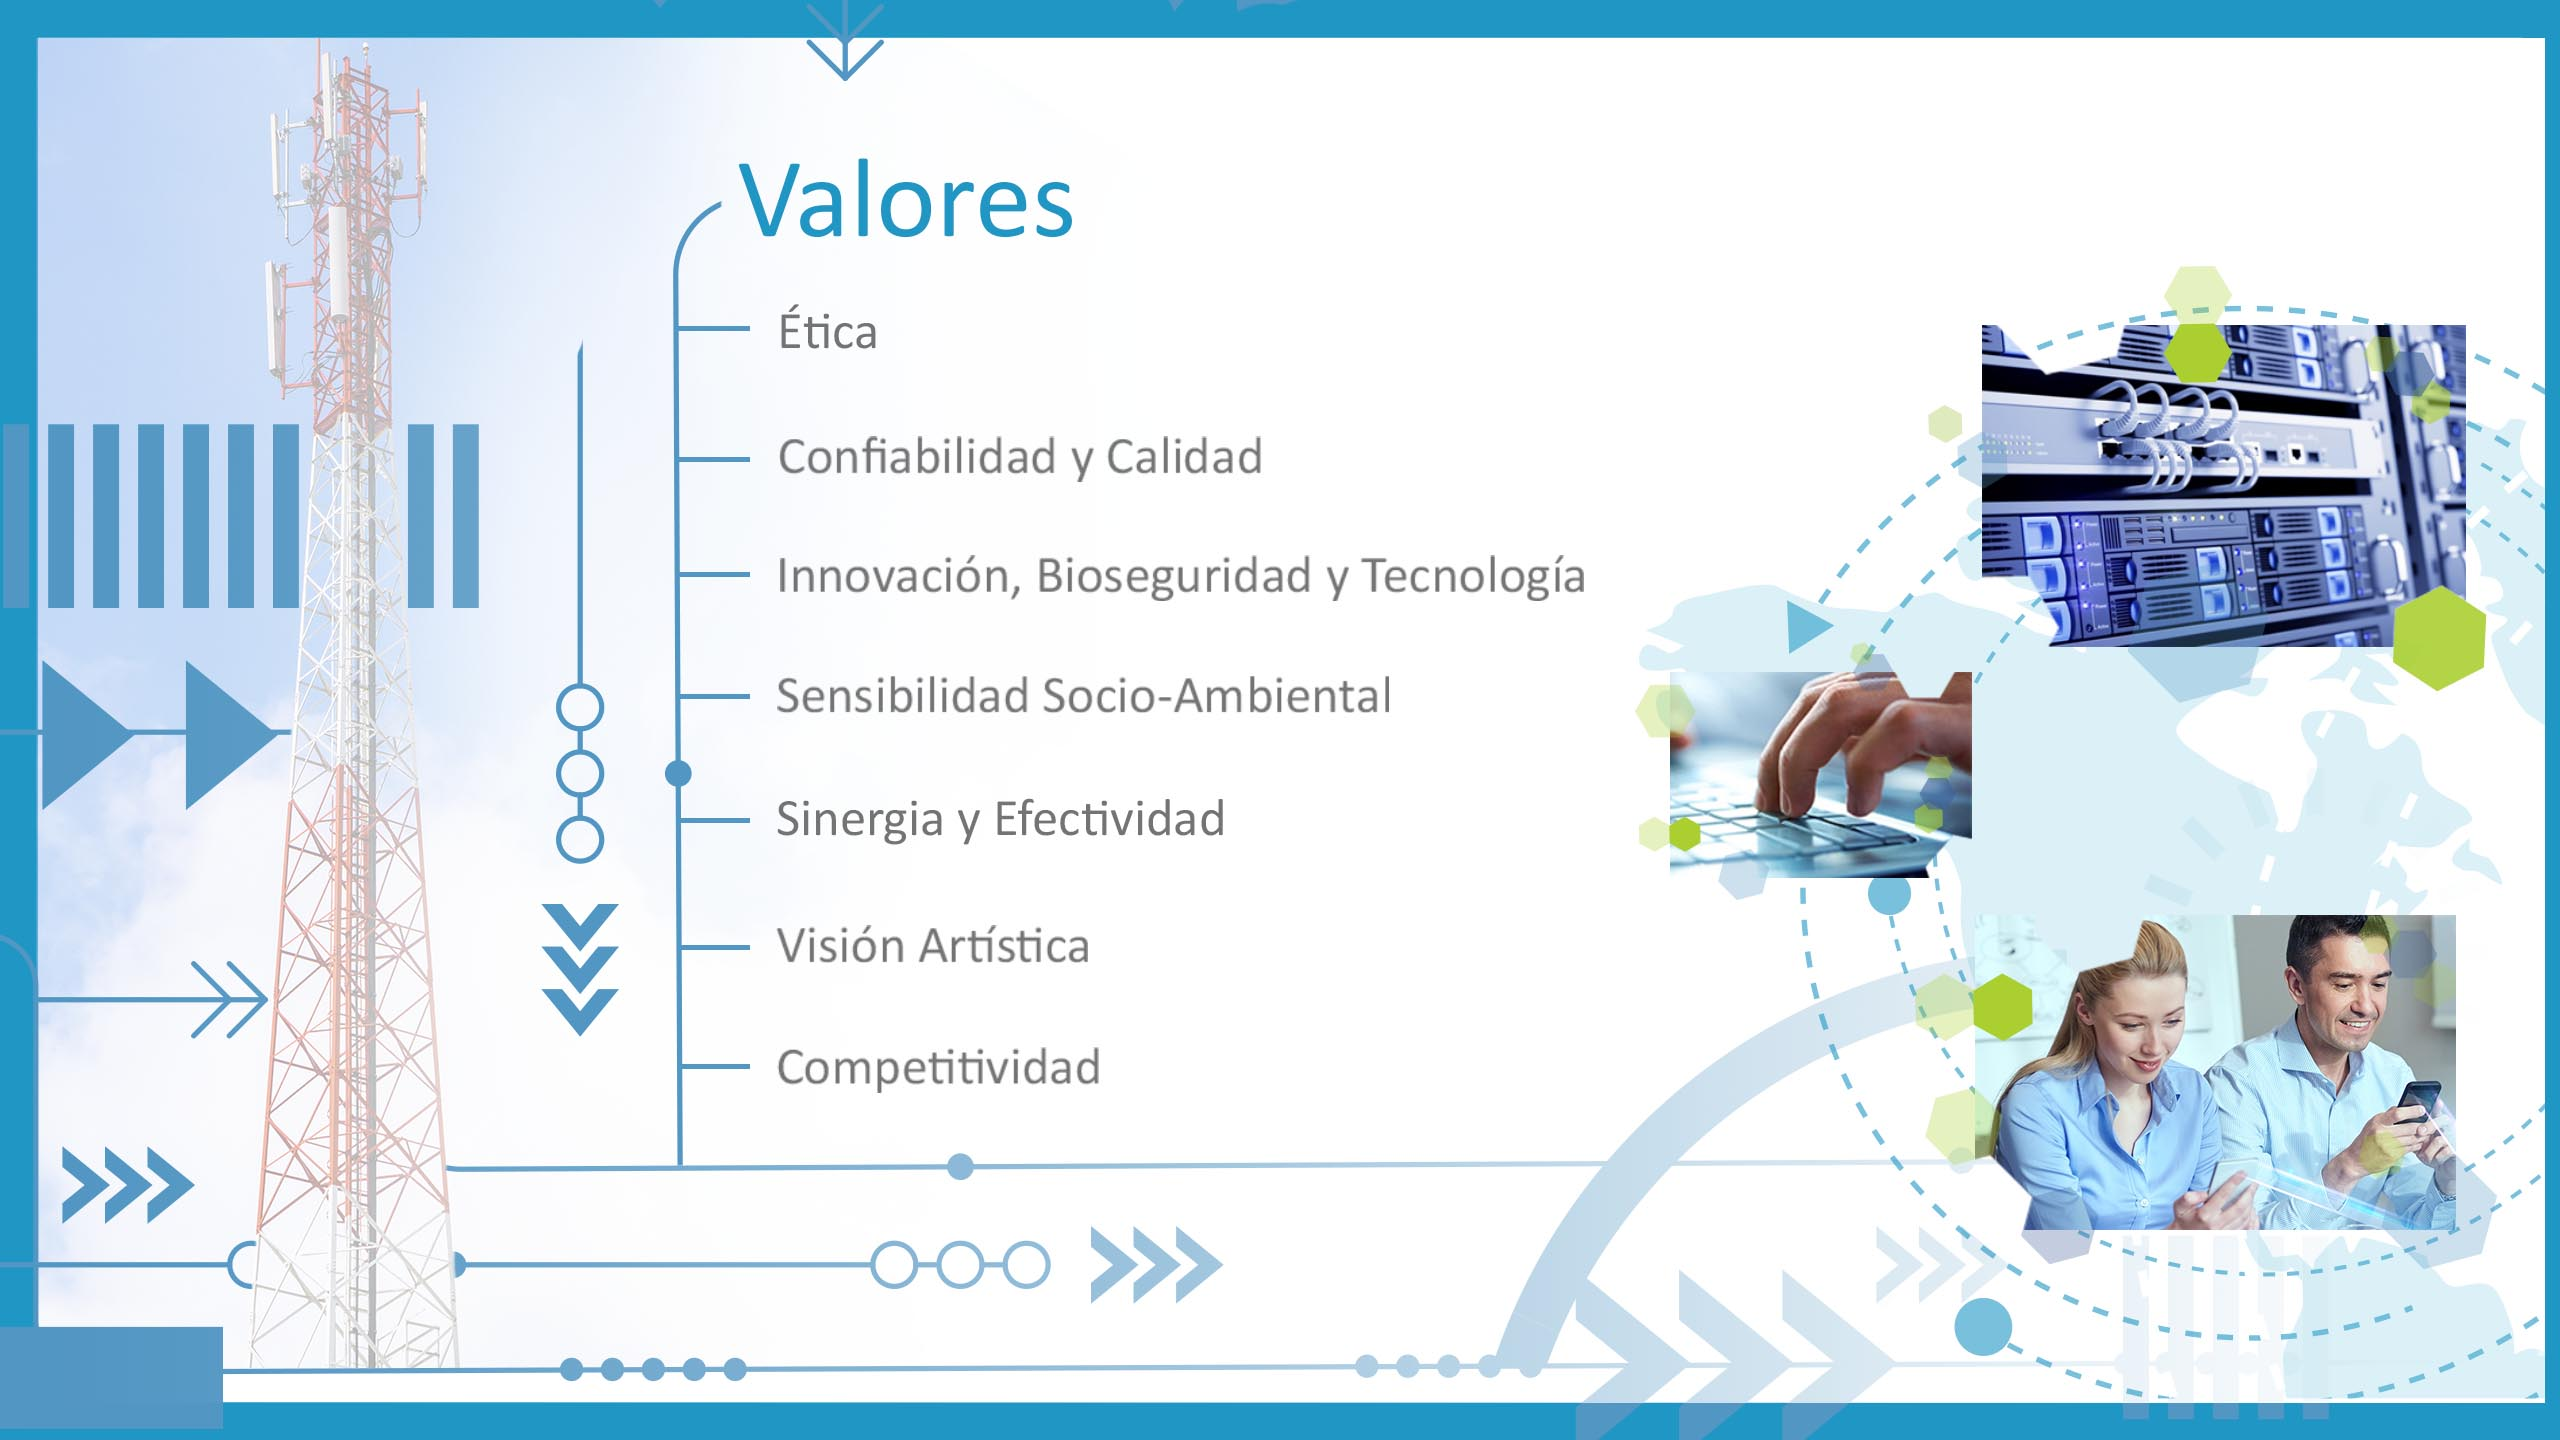 Valores
Ética
Confiabilidad y Calidad
Innovación, Bioseguridad y Tecnología
Sensibilidad Socio-Ambiental
Sinergia y Efectividad
Visión Artística
Competitividad